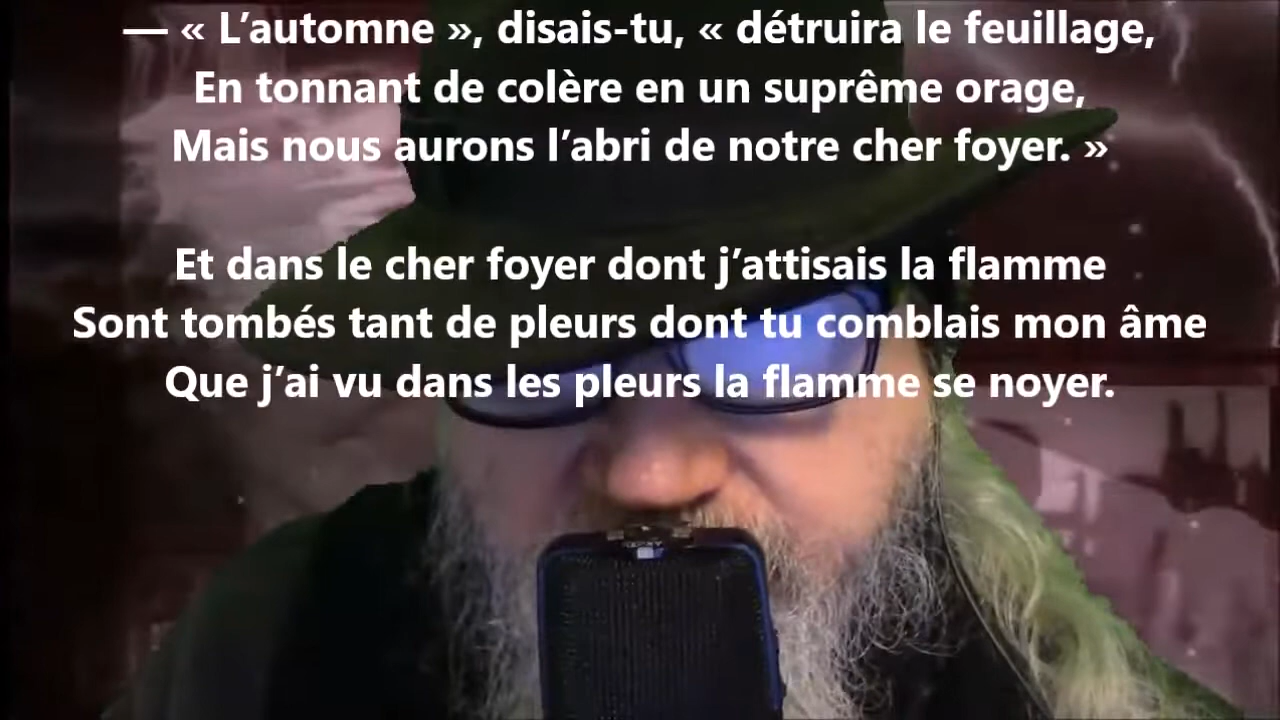 — « L’automne », disais-tu, « détruira le feuillage,
En tonnant de colère en un suprême orage,
Mais nous aurons l’abri de notre cher foyer. »
Et dans le cher foyer dont j’attisais la flamme
Sont tombés tant de pleurs dont tu comblais mon âme
Que j’ai vu dans les pleurs la flamme se noyer.